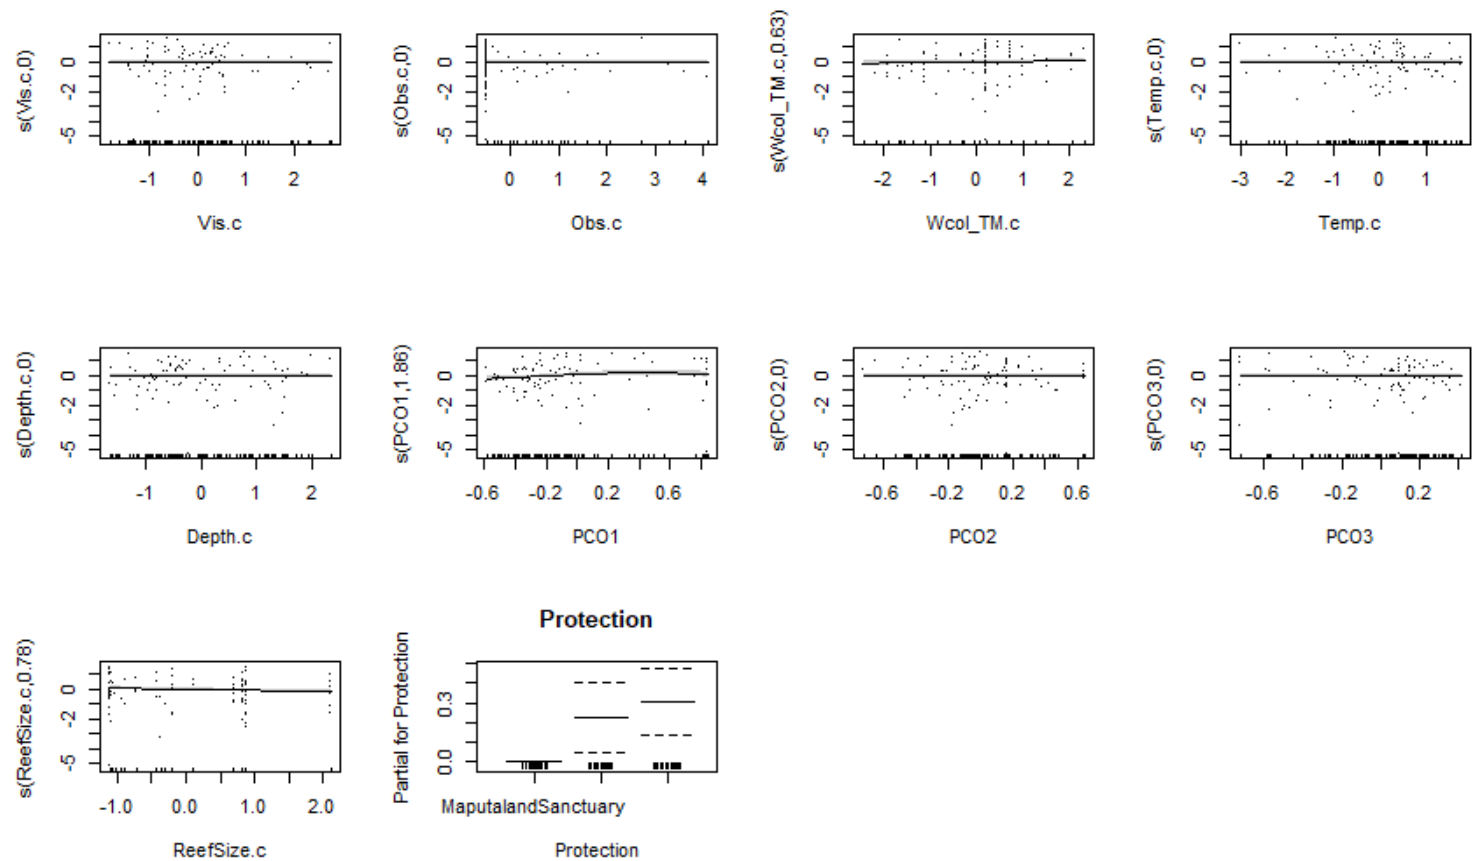 s(Vis.c,0)
0
-2
-5
-1 0 1 2
Vis.c
s(Obs.c,0)
0
-2
-5
0 1 2 3 4
Obs.c
s(Wcol_TM.c,0.63)
0
-2
-5
-2 -1 0 1 2
Wcol_TM.c
s(Temp.c,0)
0
-2
-5
-3 -2 -1 0 1
Temp.c
s(Depth.c,0)
0
-2
-5
-1 0 1 2
Depth.c
s(PCO1,1.86)
0
-2
-5
-0.6 -0.2 0.2 0.6
PCO1
s(PCO2,0)
0
-2
-5
-0.6 -0.2 0.2 0.6
PCO2
s(PCO3,0)
0
-2
-5
-0.6 -0.2 0.2
PCO3
s(ReefSize.c,0.78)
0
-2
-5
-1.0 0.0 1.0 2.0
ReefSize.c
Protection
Partial for Protection
0.3
0.0
MaputalandSanctuary
Protection